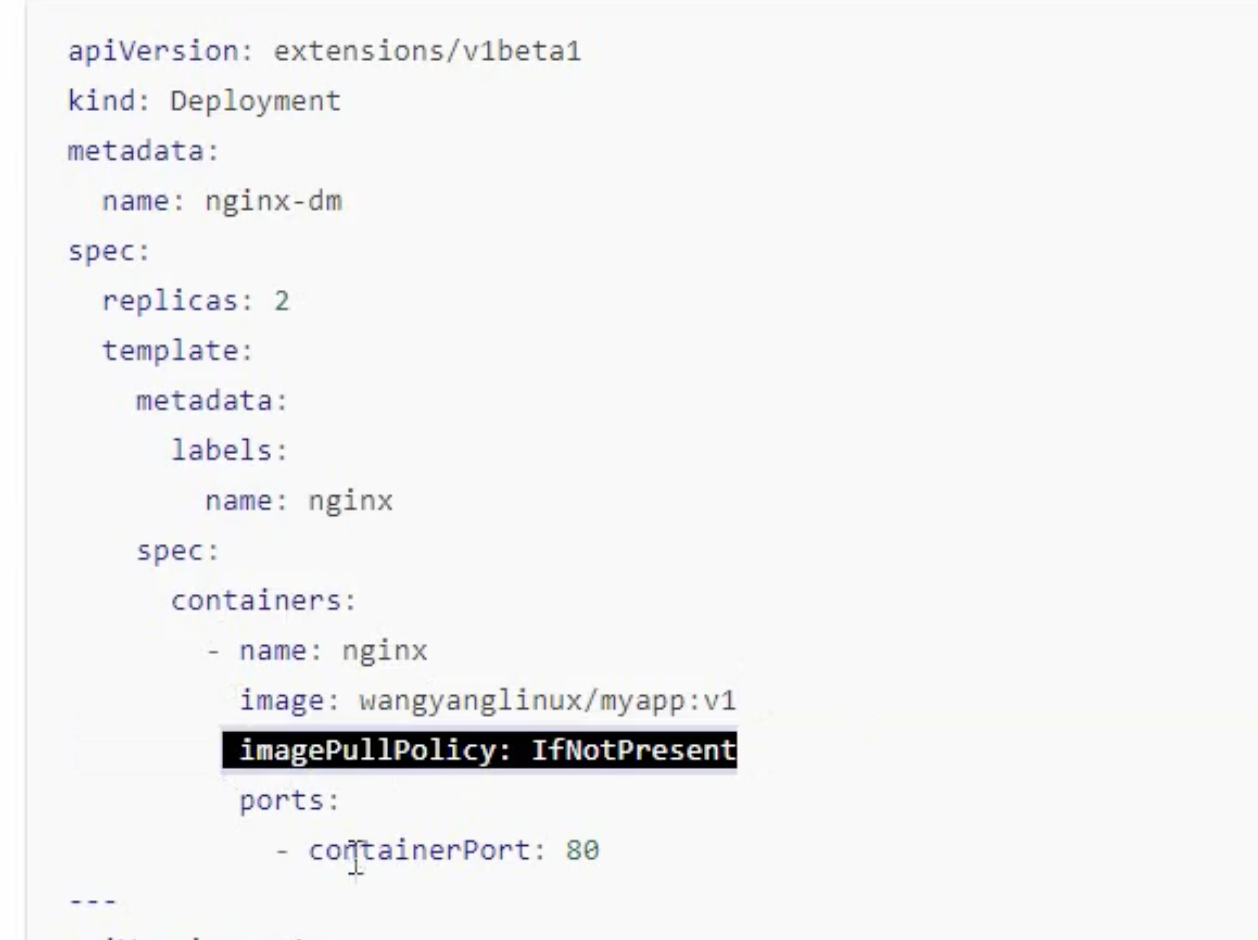 apiVersion: extensions/v1beta1
kind: Deployment
metadata:
  name: nginx-dm
spec:
  replicas: 2
  template:
    metadata:
      labels:
        name: nginx
    spec:
      containers:
        - name: nginx
          image: wangyanglinux/myapp:v1
          imagePullPolicy: IfNotPresent
          ports:
            - containerPort: 80
---